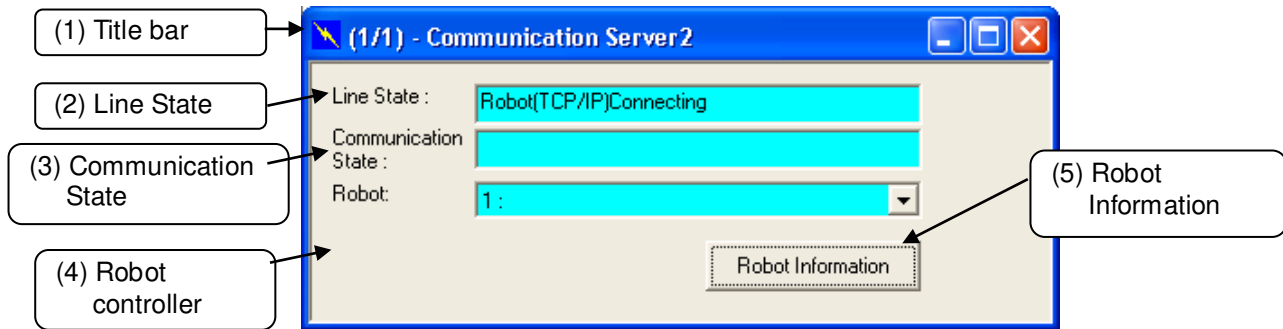 (1) Title bar
(1/1) - Communication Server2
(2) Line State
Line State :
Robot(TCP/IP)Connecting
(3) Communication
State
Communication
State :
Robot:
1 :
(4) Robot
controller
(5) Robot
Information
Robot Information